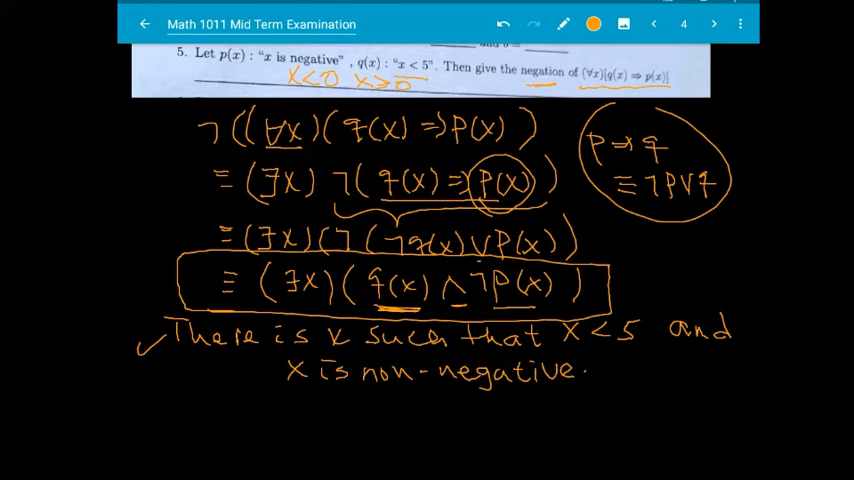 Math 1011 Mid Term Examination
4
and
5. Let p(x) : "x is negative" , q(x) : "x < 5". Then give the negation of (∀x)[q(x) ⇒ p(x)]
x<0 x≥0
¬((∀x)(q(x) ⇒ p(x))
≡ (∃x) ¬(q(x) ⇒ p(x))
p ⇒ q
≡ ¬p∨q
≡ (∃x)(¬(¬q(x)∨p(x))
≡ (∃x)(q(x) ∧ ¬p(x))
There is x such that x < 5 and
x is non-negative.